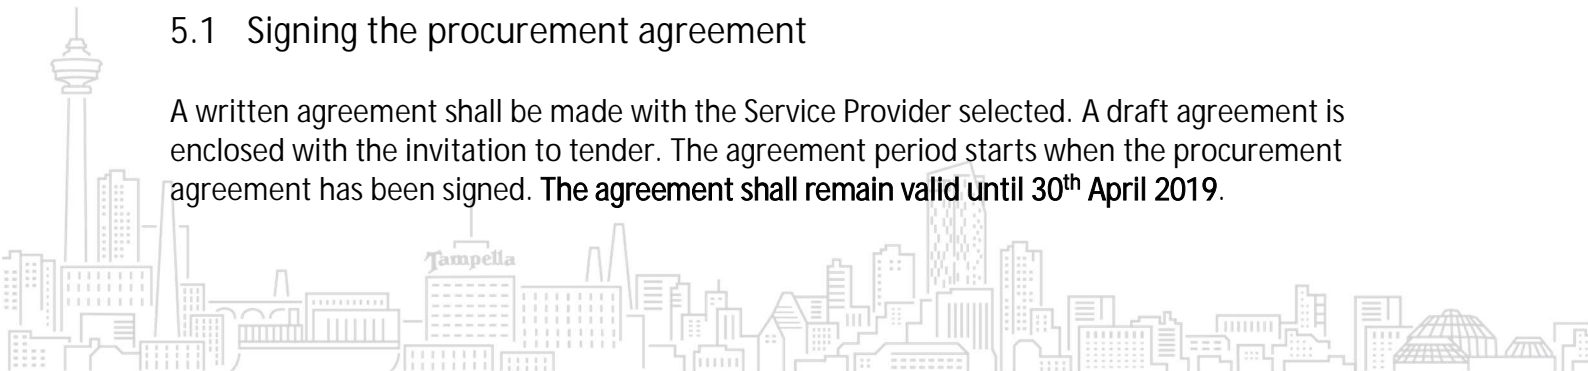 5.1 Signing the procurement agreement
A written agreement shall be made with the Service Provider selected. A draft agreement is
enclosed with the invitation to tender. The agreement period starts when the procurement
agreement has been signed. The agreement shall remain valid until 30th April 2019.
Tampella